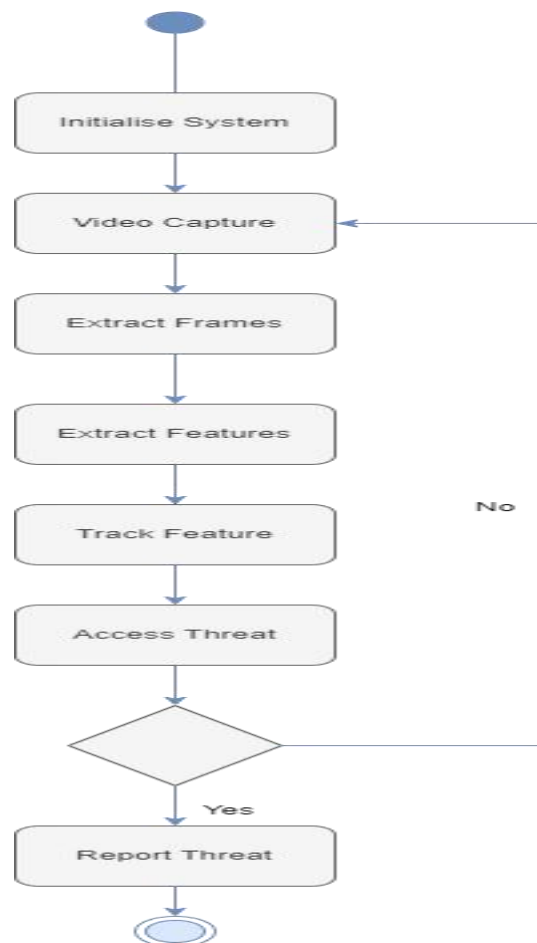 Initialise System
Video Capture
Extract Frames
Extract Features
No
Track Feature
Access Threat
Yes
Report Threat